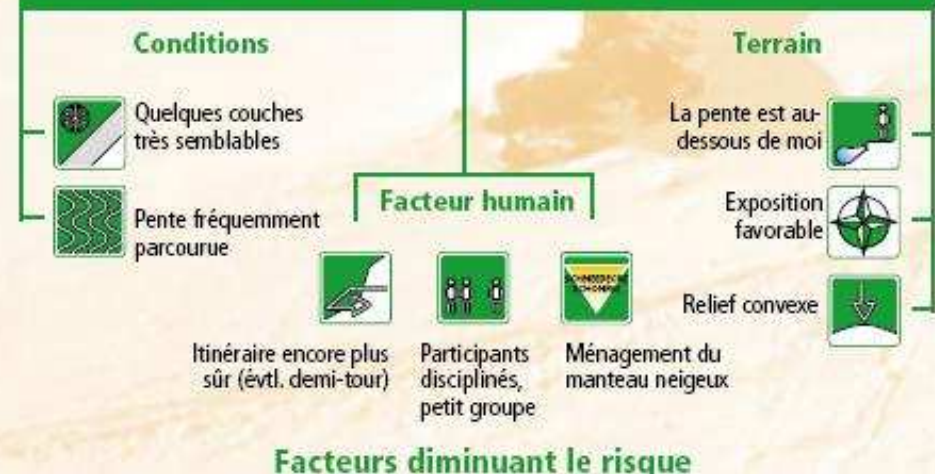 Conditions
Quelques couches
très semblables
Pente fréquemment
parcourue
Facteur humain
Itinéraire encore plus
sûr (évtl. demi-tour)
Participants
disciplinés,
petit groupe
SCHNEEDECKE
SCHONEN
Ménagement du
manteau neigeux
Terrain
La pente est au-
dessous de moi
Exposition
favorable
Relief convexe
Facteurs diminuant le risque